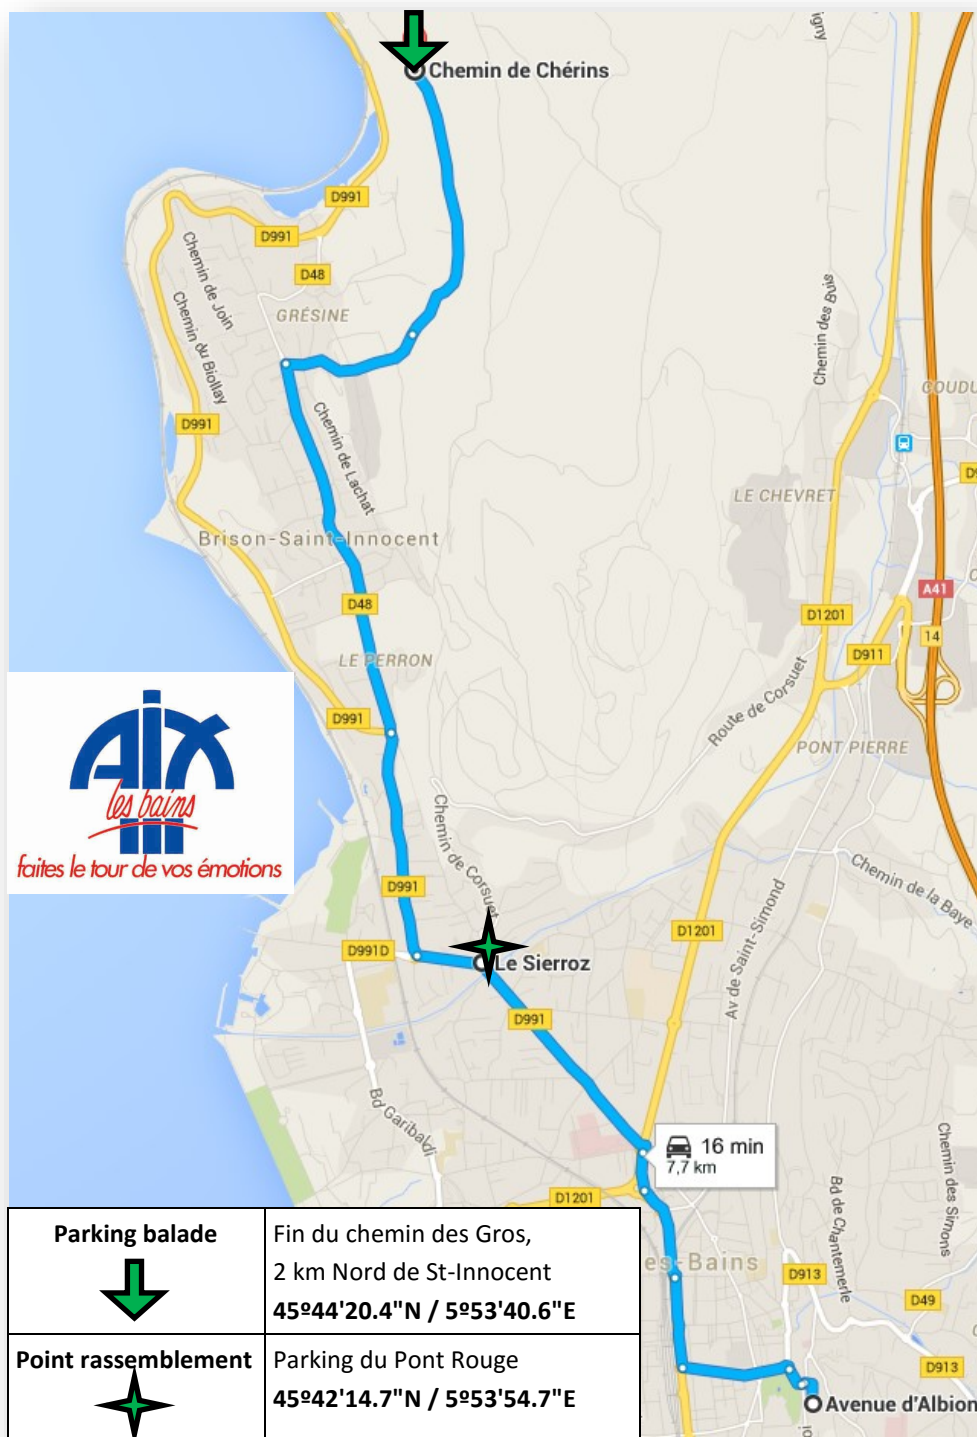 igny
Chemin de Chérins
D991
D991
D48
Chemin de Join
GRÉSINE
Chemin du Biollay
Chemin des Buis
COUDU
D991
Chemin de Lachat
LE CHEVRET
Brison-Saint-Innocent
A41
D48
D1201
14
D911
LE PERRON
Route de Corsuet
D991
PONT PIERRE
AIX
les bains
faites le tour de vos émotions
Chemin de Corsuet
Chemin de la Baye
D991
Av de Saint-Simond
D1201
D991D
Le Sierroz
D991
Bd Garibaldi
16 min
7,7 km
Chemin des Simons
Bd de Chantemerle
D1201
es-Bains
D913
D49
D913
Avenue d'Albion
Parking balade
Fin du chemin des Gros,
2 km Nord de St-Innocent
45º44'20.4"N / 5º53'40.6"E
Point rassemblement
Parking du Pont Rouge
45º42'14.7"N / 5º53'54.7"E